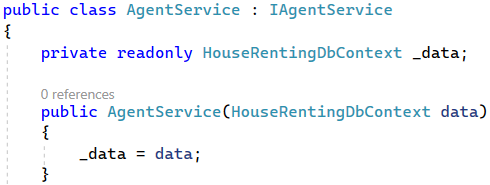 public class AgentService : IAgentService
{
    private readonly HouseRentingDbContext _data;
    0 references
    public AgentService(HouseRentingDbContext data)
    {
        _data = data;
    }